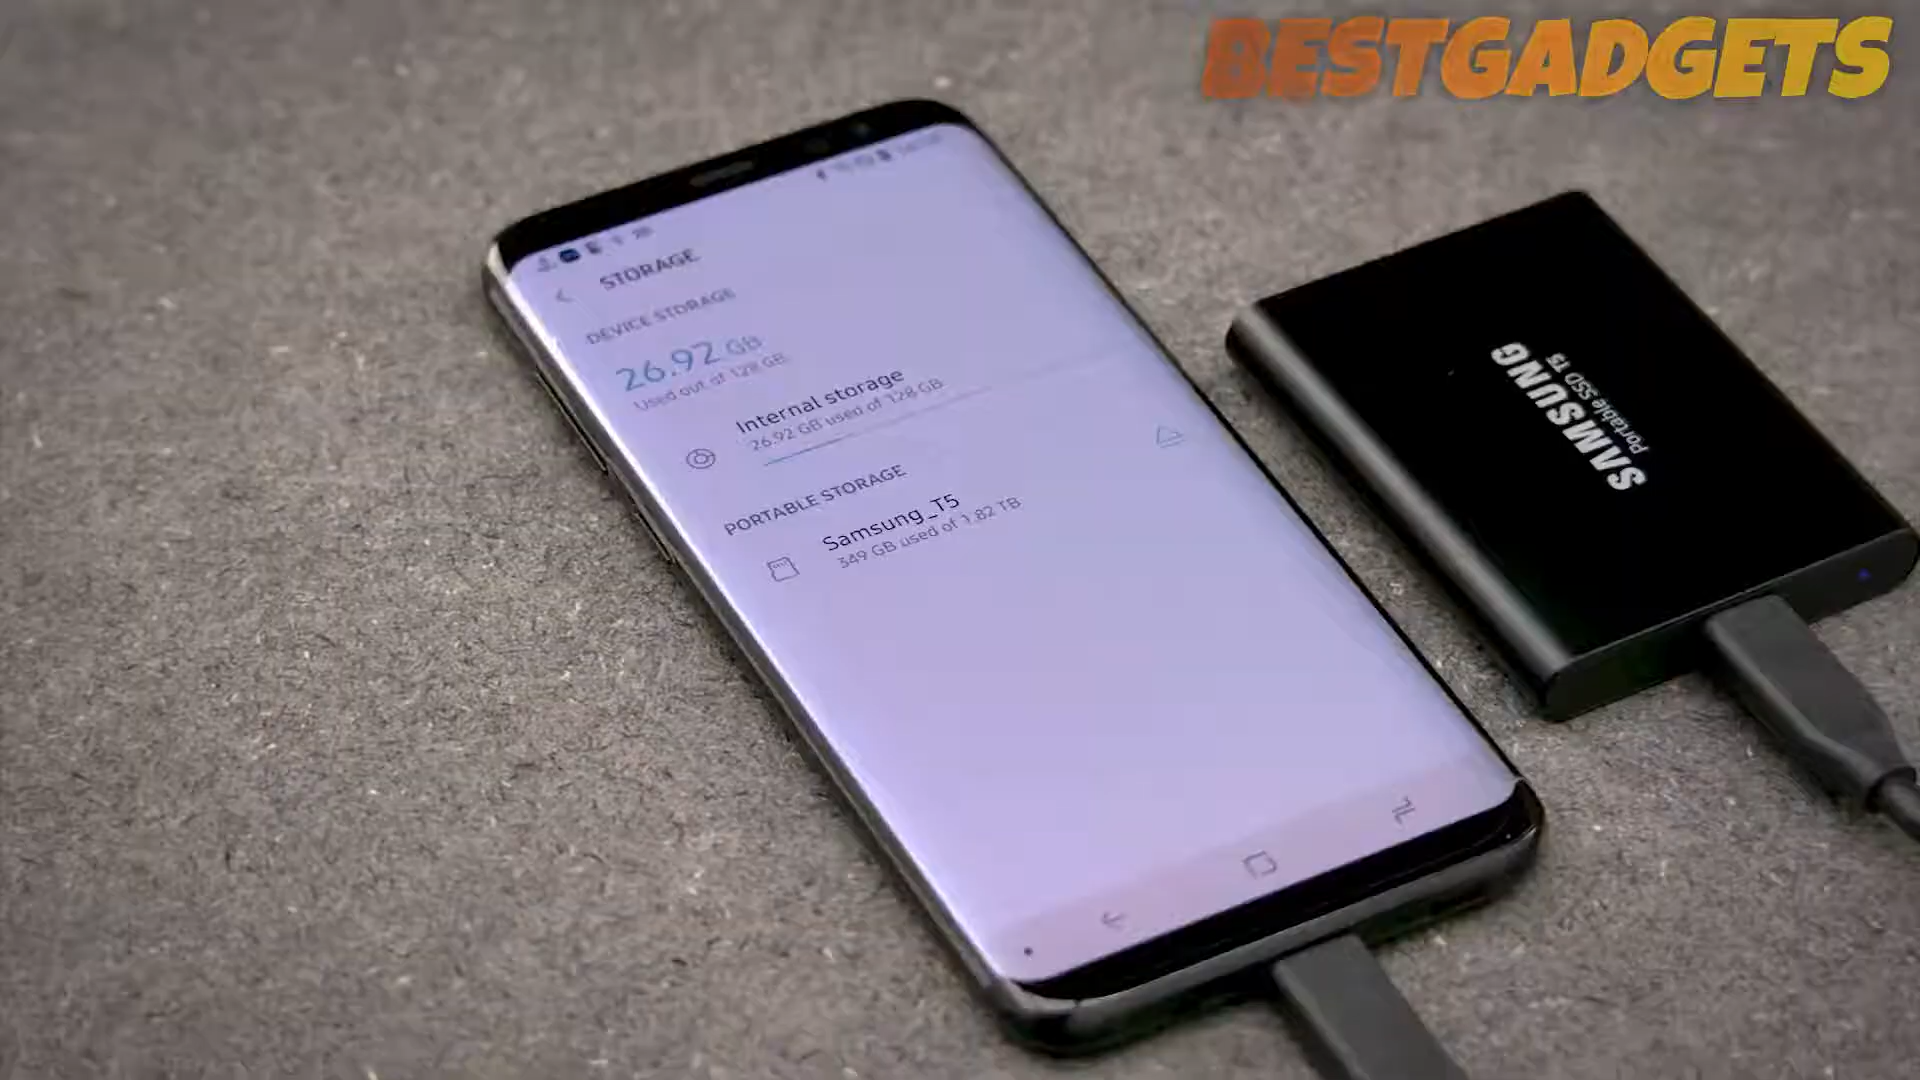 BESTGADGETS
STORAGE
DEVICE STORAGE
26.92 GB
Used out of 128 GB
Internal storage
26.92 GB used of 128 GB
PORTABLE STORAGE
Samsung_T5
349 GB used of 1.82 TB
SAMSUNG
Portable SSD T5